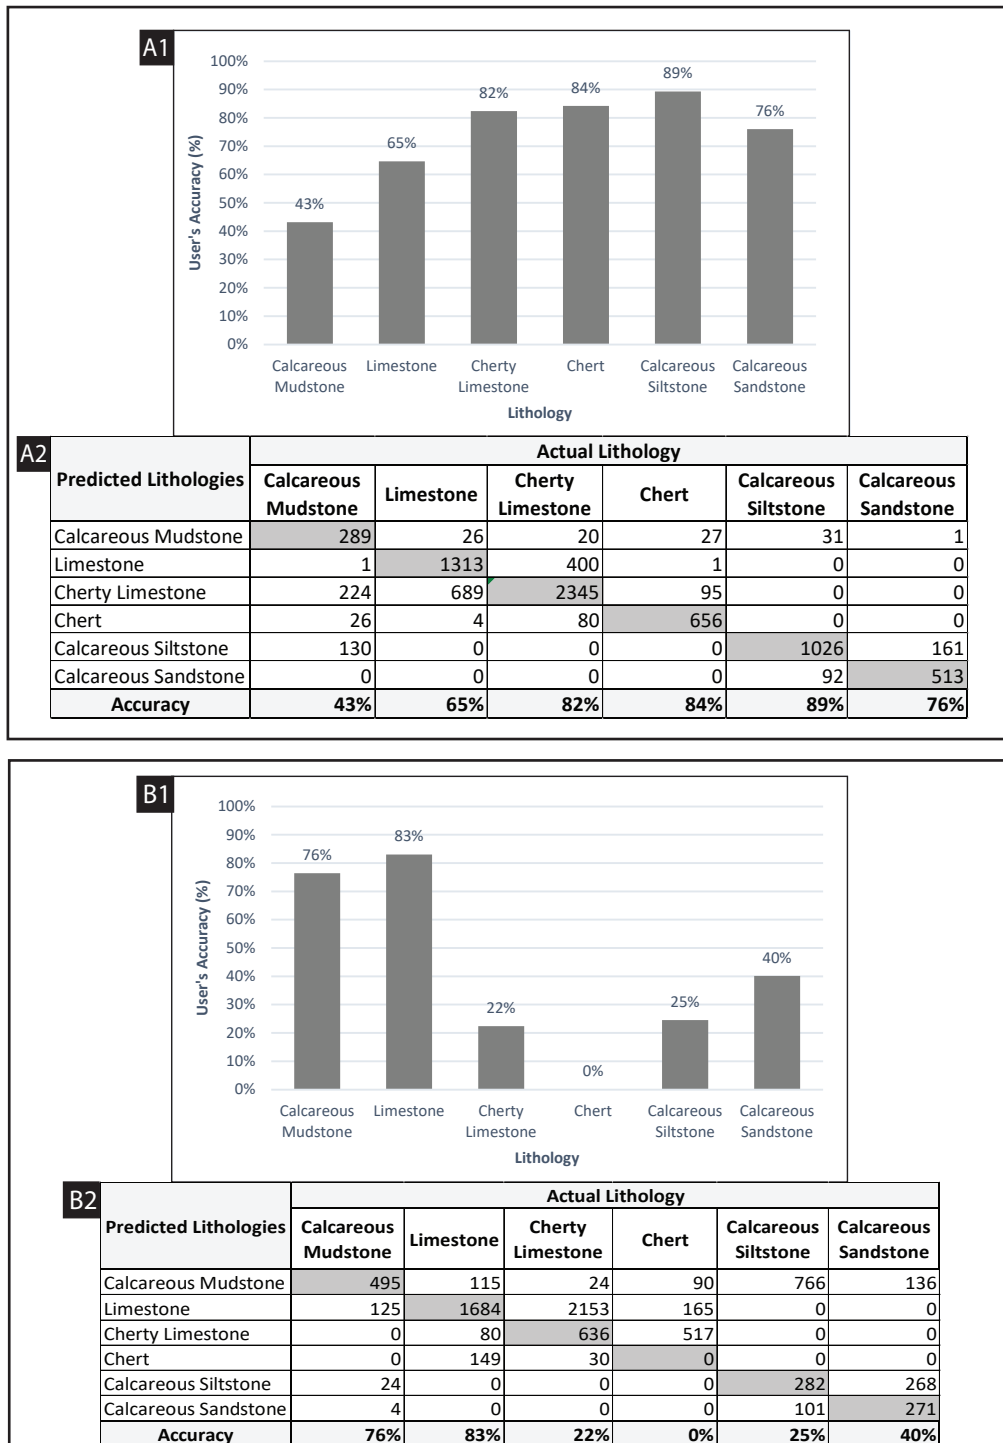 A1
100%
90%
80%
70%
60%
50%
40%
30%
20%
10%
0%
User's Accuracy (%)
43%
65%
82%
84%
89%
76%
Calcareous Mudstone
Limestone
Cherty Limestone
Chert
Calcareous Siltstone
Calcareous Sandstone
Lithology
A2
Predicted Lithologies
Actual Lithology
Calcareous Mudstone Limestone Cherty Limestone Chert Calcareous Siltstone Calcareous Sandstone
Calcareous Mudstone 289 26 20 27 31 1
Limestone 1 1313 400 1 0 0
Cherty Limestone 224 689 2345 95 0 0
Chert 26 4 80 656 0 0
Calcareous Siltstone 130 0 0 0 1026 161
Calcareous Sandstone 0 0 0 0 92 513
Accuracy 43% 65% 82% 84% 89% 76%
B1
100%
90%
80%
70%
60%
50%
40%
30%
20%
10%
0%
User's Accuracy (%)
76%
83%
22%
0%
25%
40%
Calcareous Mudstone
Limestone
Cherty Limestone
Chert
Calcareous Siltstone
Calcareous Sandstone
Lithology
B2
Predicted Lithologies
Actual Lithology
Calcareous Mudstone Limestone Cherty Limestone Chert Calcareous Siltstone Calcareous Sandstone
Calcareous Mudstone 495 115 24 90 766 136
Limestone 125 1684 2153 165 0 0
Cherty Limestone 0 80 636 517 0 0
Chert 0 149 30 0 0 0
Calcareous Siltstone 24 0 0 0 282 268
Calcareous Sandstone 4 0 0 0 101 271
Accuracy 76% 83% 22% 0% 25% 40%